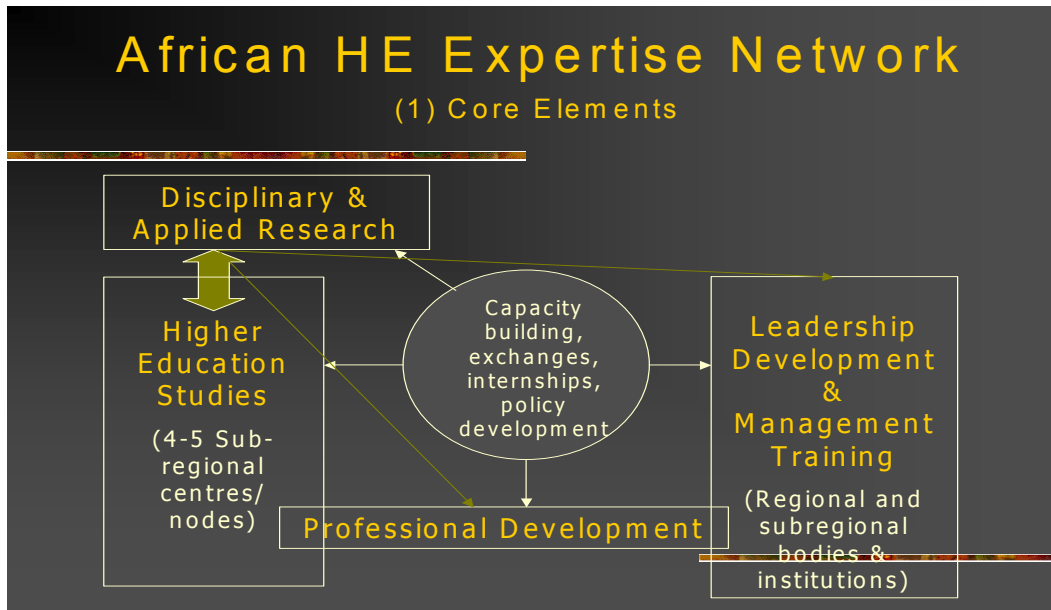 African HE Expertise Network
(1) Core Elements
Disciplinary &
Applied Research
Higher
Education
Studies
(4-5 Sub-
regional
centres/
nodes)
Capacity
building,
exchanges,
internships,
policy
development
Leadership
Development
&
Management
Training
(Regional and
subregional
bodies &
institutions)
Professional Development